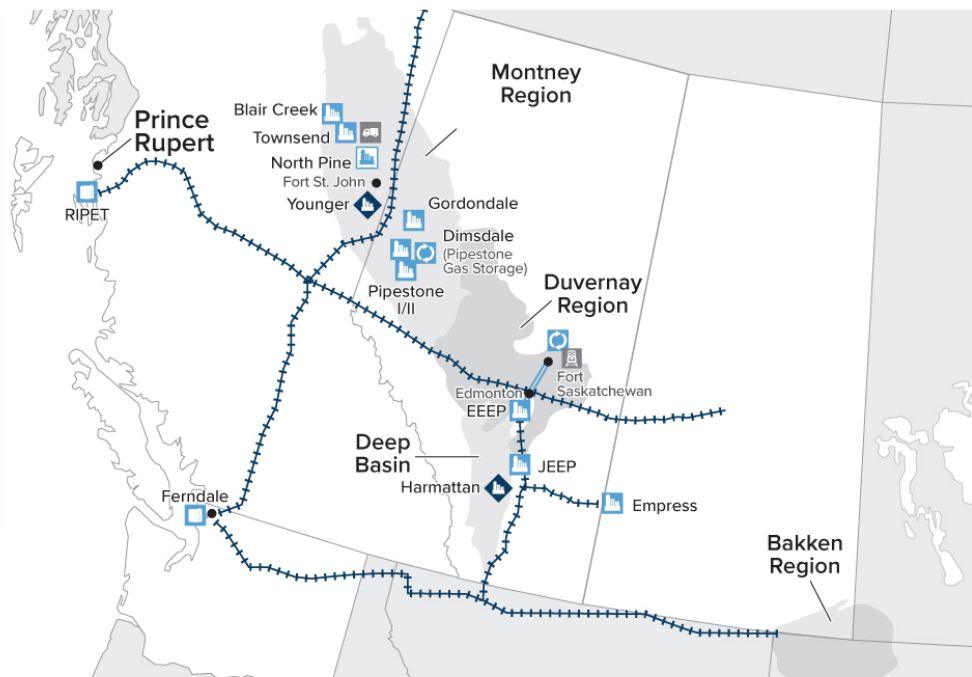 Montney
Region
Blair Creek
Townsend
Prince
Rupert
North Pine
Fort St. John
Younger
RIPET
Gordondale
Dimsdale
(Pipestone
Gas Storage)
Pipestone
I/II
Duvernay
Region
Fort
Saskatchewan
Edmonton
EEEP
Deep
Basin
JEEP
Harmattan
Ferndale
Empress
Bakken
Region